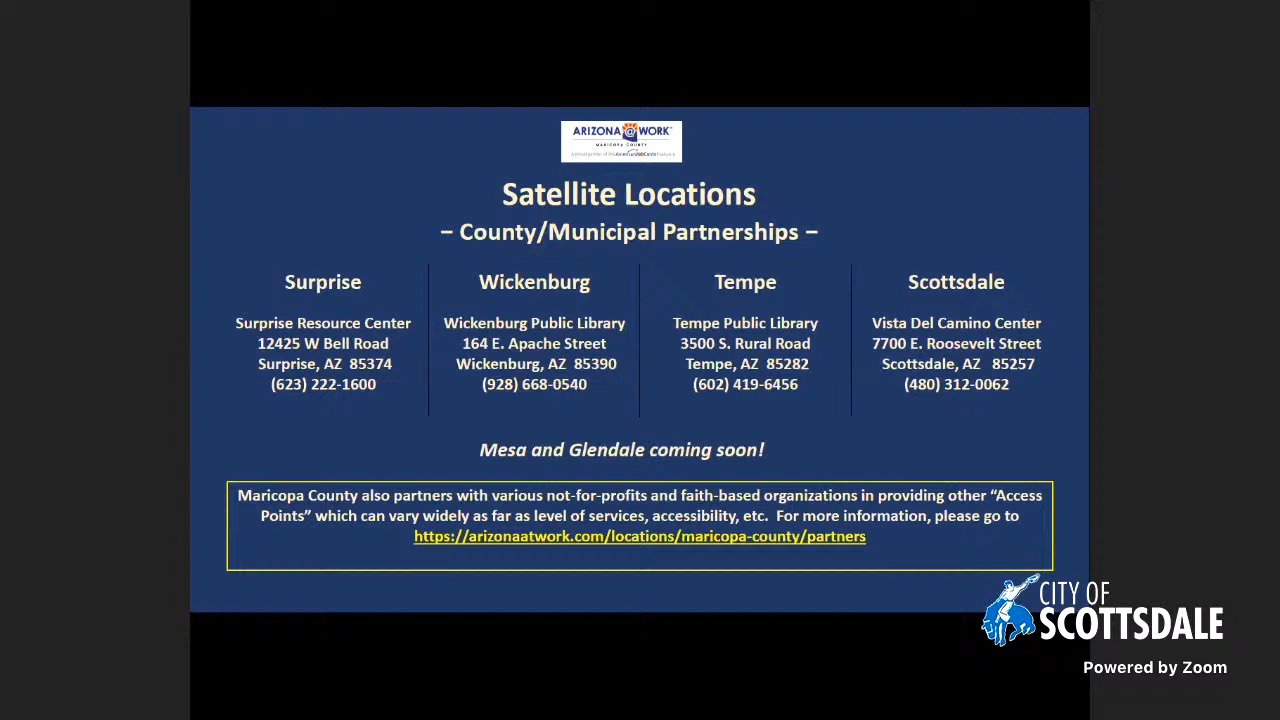 ARIZONA@WORK
MARICOPA COUNTY
A proud partner of the AmericanJobCenter network
Satellite Locations
– County/Municipal Partnerships –
Surprise
Surprise Resource Center
12425 W Bell Road
Surprise, AZ  85374
(623) 222-1600
Wickenburg
Wickenburg Public Library
164 E. Apache Street
Wickenburg, AZ  85390
(928) 668-0540
Tempe
Tempe Public Library
3500 S. Rural Road
Tempe, AZ  85282
(602) 419-6456
Scottsdale
Vista Del Camino Center
7700 E. Roosevelt Street
Scottsdale, AZ   85257
(480) 312-0062
Mesa and Glendale coming soon!
Maricopa County also partners with various not-for-profits and faith-based organizations in providing other “Access
Points” which can vary widely as far as level of services, accessibility, etc.  For more information, please go to
https://arizonaatwork.com/locations/maricopa-county/partners
CITY OF
SCOTTSDALE
Powered by Zoom